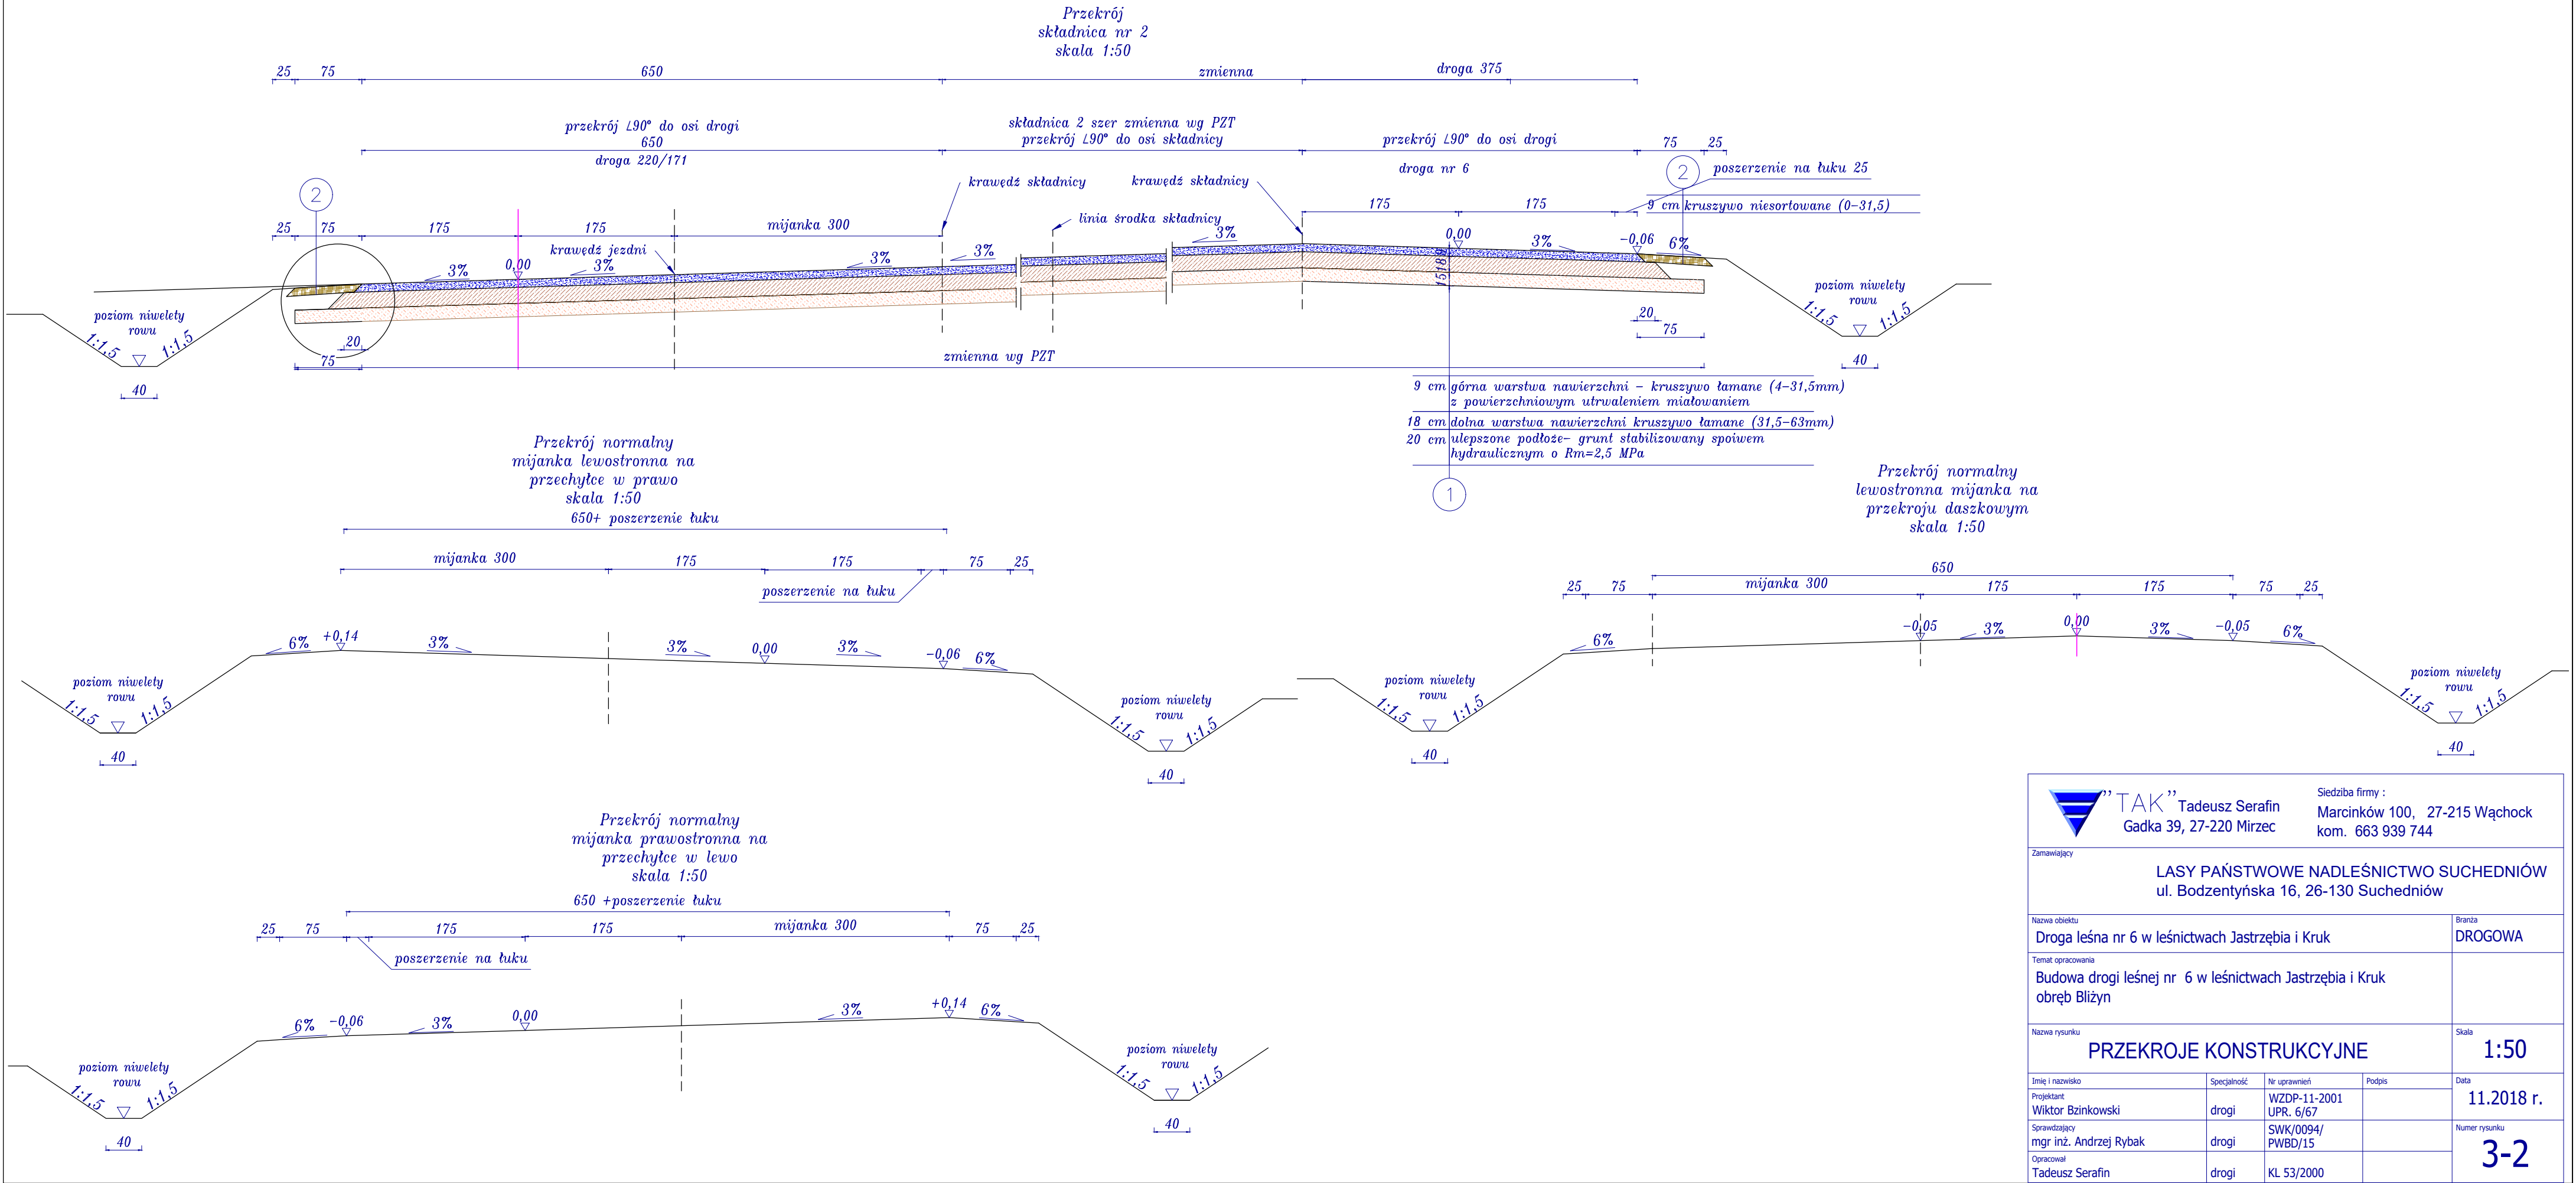 Przekrój
składnica nr 2
skala 1:50
25 75 650 zmienna droga 375
przekrój ∠90° do osi drogi
650
droga 220/171
składnica 2 szer zmienna wg PZT
przekrój ∠90° do osi składnicy
przekrój ∠90° do osi drogi
75 25
droga nr 6
2
2
poszerzenie na łuku 25
krawędź składnicy
krawędź składnicy
175 175
9 cm kruszywo niesortowane (0-31,5)
linia środka składnicy
25 75 175 175 mijanka 300
krawędź jezdni
3% 0,00 3% 3% 3% 3% 0,00 3% -0,06 6%
15 18 9
poziom niwelety
rowu
1:1,5 1:1,5
40
20
75
zmienna wg PZT
20
75
poziom niwelety
rowu
1:1,5 1:1,5
40
9 cm górna warstwa nawierzchni - kruszywo łamane (4-31,5mm)
z powierzchniowym utrwaleniem miałowaniem
18 cm dolna warstwa nawierzchni kruszywo łamane (31,5-63mm)
20 cm ulepszone podłoże- grunt stabilizowany spoiwem
hydraulicznym o Rm=2,5 MPa
1
Przekrój normalny
mijanka lewostronna na
przechyłce w prawo
skala 1:50
650+ poszerzenie łuku
mijanka 300 175 175 75 25
poszerzenie na łuku
6% +0,14 3% 3% 0,00 3% -0,06 6%
poziom niwelety
rowu
1:1,5 1:1,5
40
poziom niwelety
rowu
1:1,5 1:1,5
40
Przekrój normalny
lewostronna mijanka na
przekroju daszkowym
skala 1:50
650
25 75 mijanka 300 175 175 75 25
6% -0,05 3% 0,00 3% -0,05 6%
poziom niwelety
rowu
1:1,5 1:1,5
40
poziom niwelety
rowu
1:1,5 1:1,5
40
Przekrój normalny
mijanka prawostronna na
przechyłce w lewo
skala 1:50
650 +poszerzenie łuku
25 75 175 175 mijanka 300 75 25
poszerzenie na łuku
6% -0,06 3% 0,00 3% +0,14 6%
poziom niwelety
rowu
1:1,5 1:1,5
40
poziom niwelety
rowu
1:1,5 1:1,5
40
"TAK" Tadeusz Serafin
Gadka 39, 27-220 Mirzec
Siedziba firmy :
Marcinków 100, 27-215 Wąchock
kom. 663 939 744
Zamawiający
LASY PAŃSTWOWE NADLEŚNICTWO SUCHEDNIÓW
ul. Bodzentyńska 16, 26-130 Suchedniów
Nazwa obiektu
Droga leśna nr 6 w leśnictwach Jastrzębia i Kruk
Branża
DROGOWA
Temat opracowania
Budowa drogi leśnej nr 6 w leśnictwach Jastrzębia i Kruk
obręb Bliżyn
Nazwa rysunku
PRZEKROJE KONSTRUKCYJNE
Skala
1:50
Imię i nazwisko Specjalność Nr uprawnień Podpis
Data
11.2018 r.
Projektant
Wiktor Bzinkowski drogi WZDP-11-2001
UPR. 6/67
Sprawdzający
mgr inż. Andrzej Rybak drogi SWK/0094/
PWBD/15
Numer rysunku
3-2
Opracował
Tadeusz Serafin drogi KL 53/2000